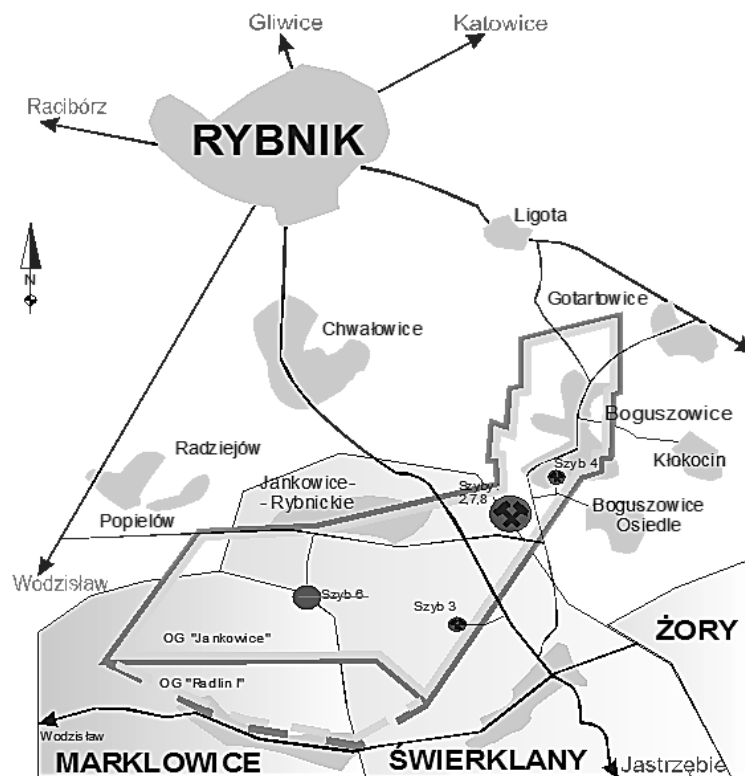 Gliwice
Katowice
Racibórz
RYBNIK
Ligota
N
Gotartowice
Chwałowice
Boguszowice
Radziejów
Kłokocin
Szyb 4
Jankowice-
-Rybnickie
Szyby
2,7,8
Boguszowice
Osiedle
Popielów
Wodzisław
Szyb 6
Szyb 3
ŻORY
OG "Jankowice"
OG "Radlin I"
Wodzisław
MARKLOWICE
ŚWIERKLANY
Jastrzębie